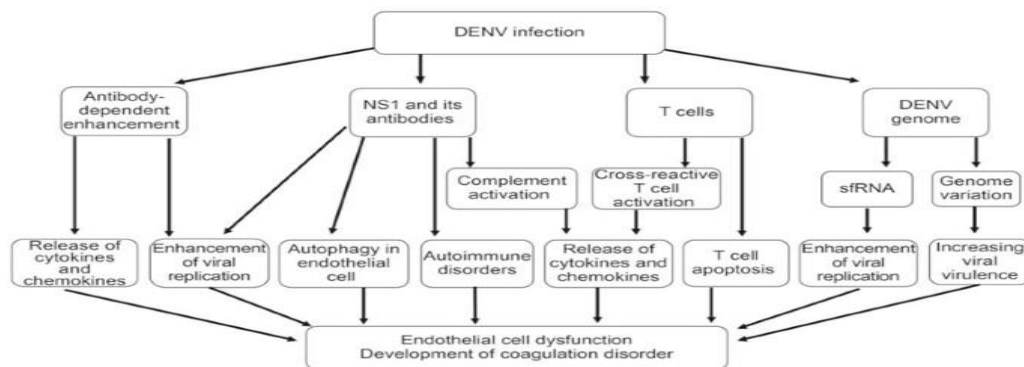 DENV infection
Antibody-
dependent
enhancement
NS1 and its
antibodies
T cells
DENV
genome
Complement
activation
Cross-reactive
T cell
activation
sfRNA
Genome
variation
Release of
cytokines
and
chemokines
Enhancement
of viral
replication
Autophagy in
endothelial
cell
Autoimmune
disorders
Release of
cytokines and
chemokines
T cell
apoptosis
Enhancement
of viral
replication
Increasing
viral
virulence
Endothelial cell dysfunction
Development of coagulation disorder